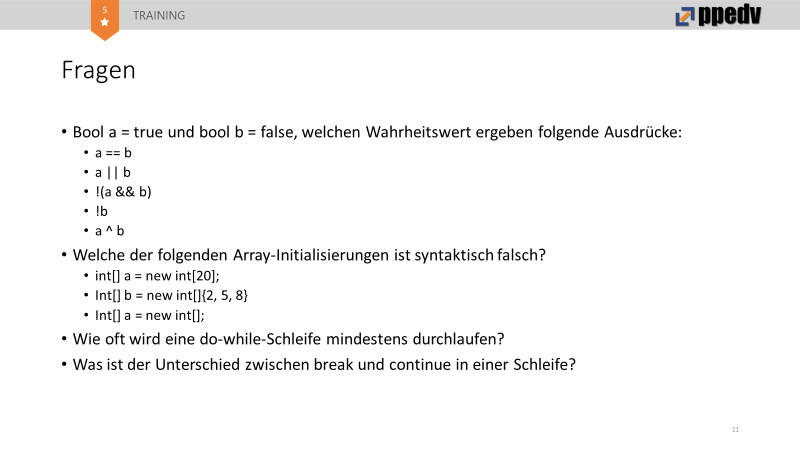 5
TRAINING
ppedv
Fragen
• Bool a = true und bool b = false, welchen Wahrheitswert ergeben folgende Ausdrücke:
• a == b
• a || b
• !(a && b)
• !b
• a ^ b
• Welche der folgenden Array-Initialisierungen ist syntaktisch falsch?
• int[] a = new int[20];
• Int[] b = new int[]{2, 5, 8}
• Int[] a = new int[];
• Wie oft wird eine do-while-Schleife mindestens durchlaufen?
• Was ist der Unterschied zwischen break und continue in einer Schleife?
11